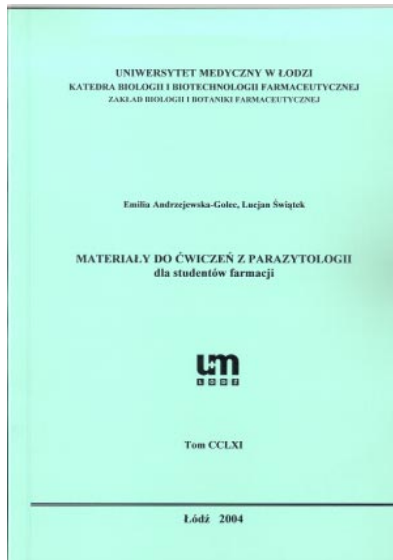 UNIWERSYTET MEDYCZNY W ŁODZI
KATEDRA BIOLOGII I BIOTECHNOLOGII FARMACEUTYCZNEJ
ZAKŁAD BIOLOGII I BOTANIKI FARMACEUTYCZNEJ
Emilia Andrzejewska-Golec, Lucjan Świątek
MATERIAŁY DO ĆWICZEŃ Z PARAZYTOLOGII
dla studentów farmacji
um
ŁÓDŹ
Tom CCLXI
Łódź 2004